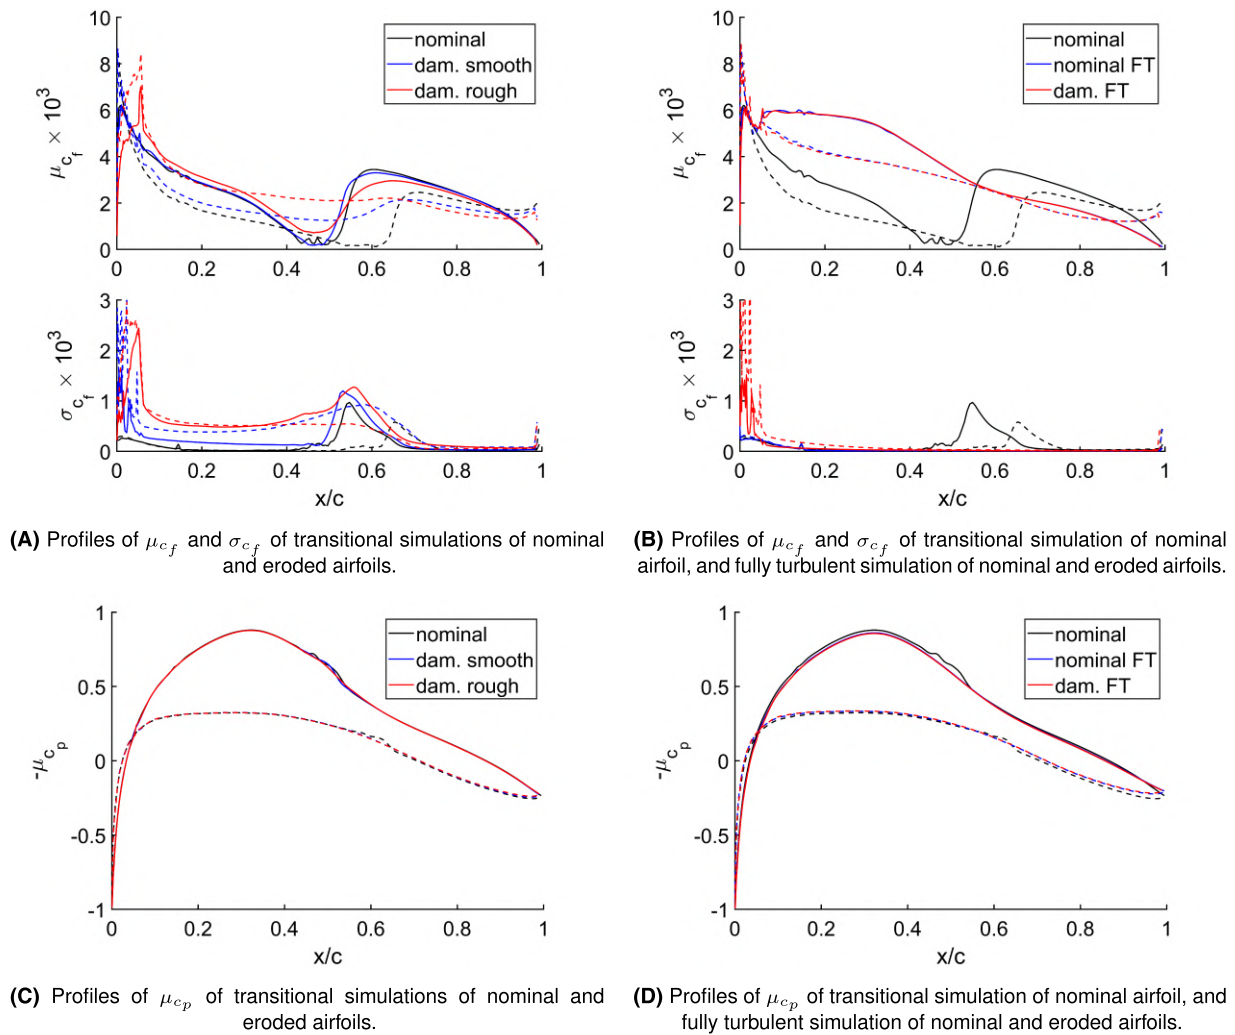 10
8
6
4
2
0
μ_{c_f} × 10³
nominal
dam. smooth
dam. rough
0 0.2 0.4 0.6 0.8 1
3
2
1
0
σ_{c_f} × 10³
0 0.2 0.4 0.6 0.8 1
x/c
(A) Profiles of μ_{c_f} and σ_{c_f} of transitional simulations of nominal
and eroded airfoils.
10
8
6
4
2
0
μ_{c_f} × 10³
nominal
nominal FT
dam. FT
0 0.2 0.4 0.6 0.8 1
3
2
1
0
σ_{c_f} × 10³
0 0.2 0.4 0.6 0.8 1
x/c
(B) Profiles of μ_{c_f} and σ_{c_f} of transitional simulation of nominal
airfoil, and fully turbulent simulation of nominal and eroded airfoils.
1
0.5
0
-0.5
-1
-μ_{c_p}
nominal
dam. smooth
dam. rough
0 0.2 0.4 0.6 0.8 1
x/c
(C) Profiles of μ_{c_p} of transitional simulations of nominal and
eroded airfoils.
1
0.5
0
-0.5
-1
-μ_{c_p}
nominal
nominal FT
dam. FT
0 0.2 0.4 0.6 0.8 1
x/c
(D) Profiles of μ_{c_p} of transitional simulation of nominal airfoil, and
fully turbulent simulation of nominal and eroded airfoils.